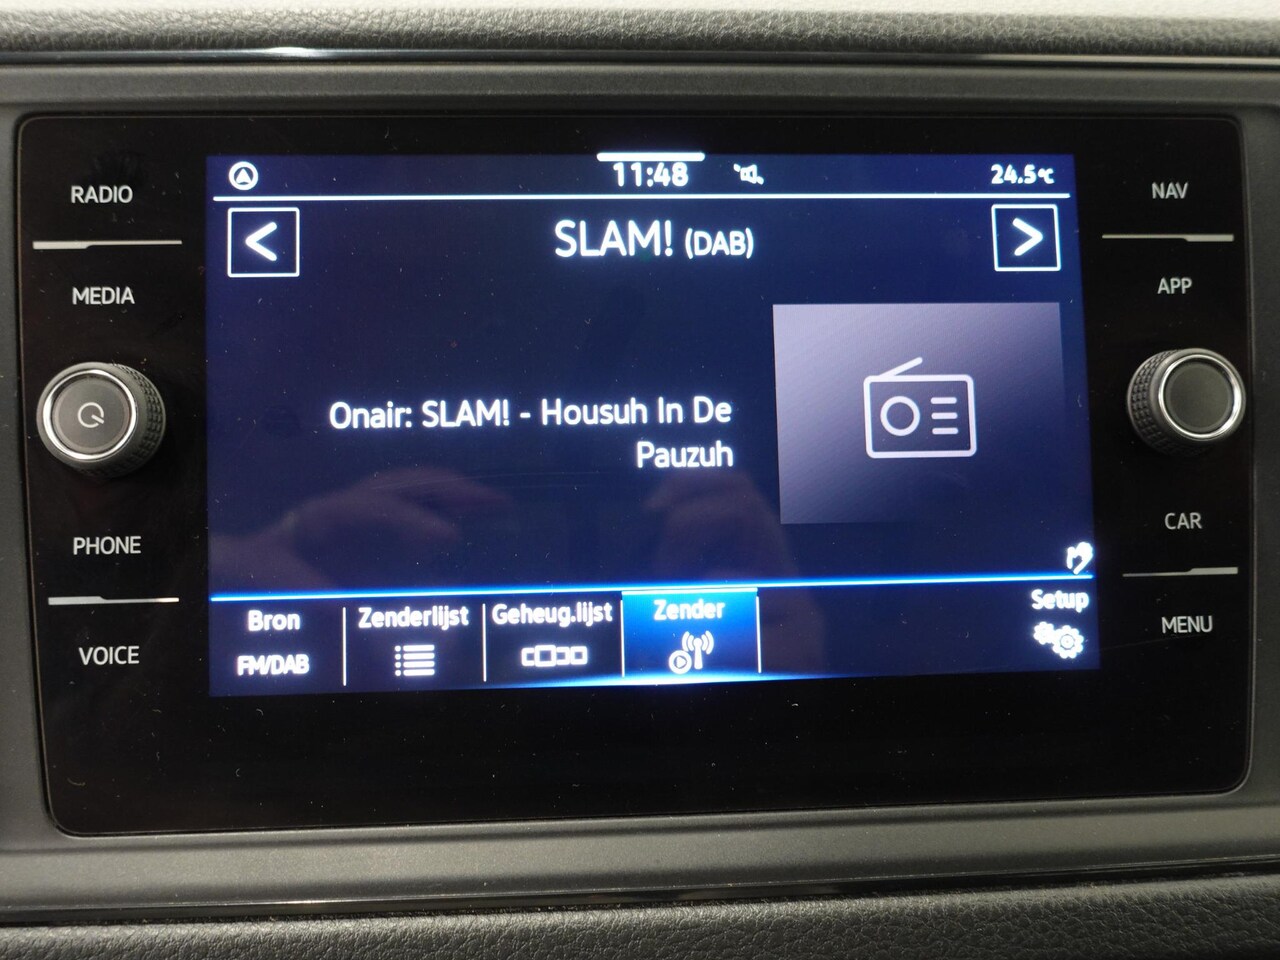 11:48
24.5°C
RADIO
NAV
<
SLAM! (DAB)
>
MEDIA
APP
Onair: SLAM! - Housuh In De
Pauzuh
PHONE
CAR
Bron
Zenderlijst
Geheug.lijst
Zender
Setup
FM/DAB
VOICE
MENU